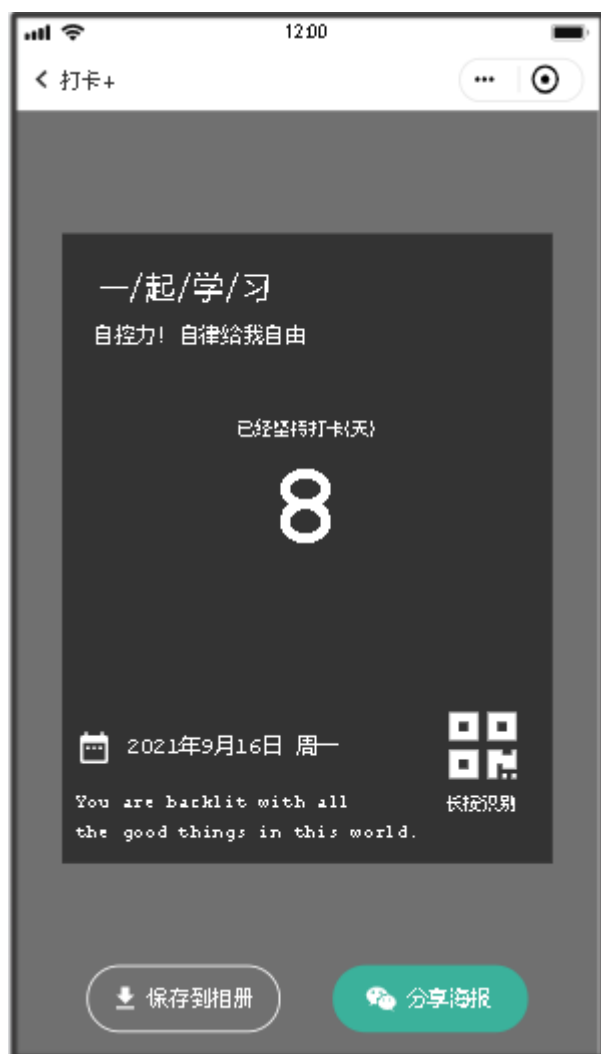 12:00
打卡+
一/起/学/习
自控力！自律给我自由
已经坚持打卡(天)
8
2021年9月16日 周一
You are backlit with all
the good things in this world.
长按识别
保存到相册
分享海报